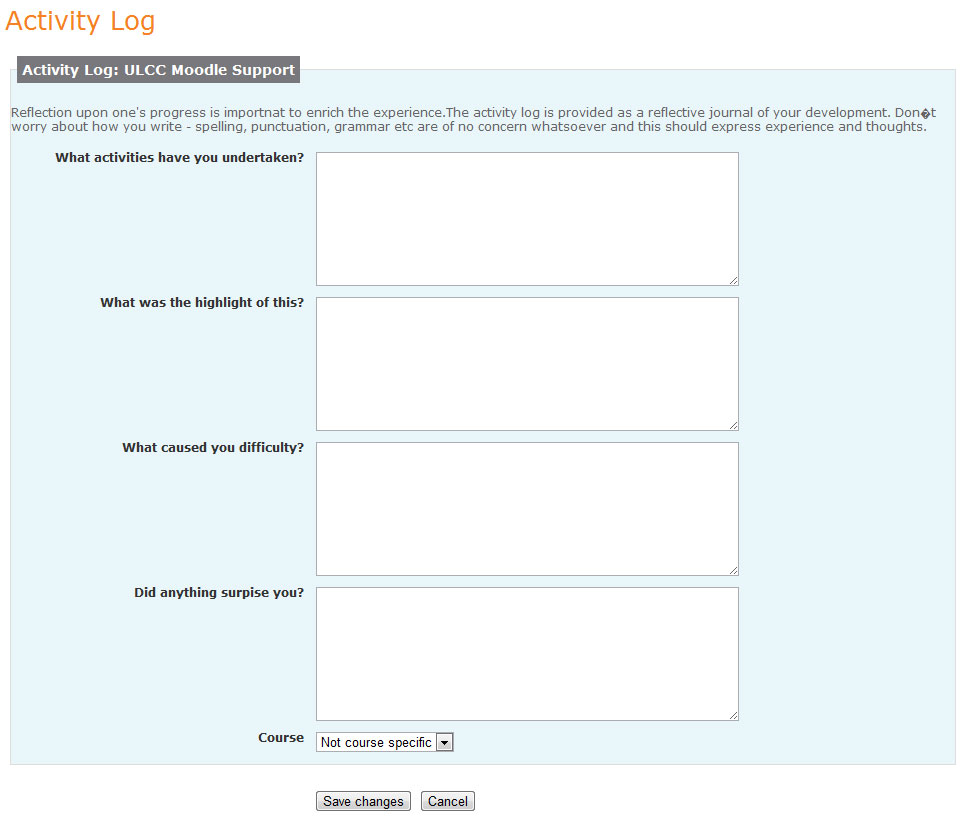 Activity Log
Activity Log: ULCC Moodle Support
Reflection upon one's progress is importnat to enrich the experience.The activity log is provided as a reflective journal of your development. Don�t
worry about how you write - spelling, punctuation, grammar etc are of no concern whatsoever and this should express experience and thoughts.
What activities have you undertaken?
What was the highlight of this?
What caused you difficulty?
Did anything surpise you?
Course Not course specific
Save changes Cancel